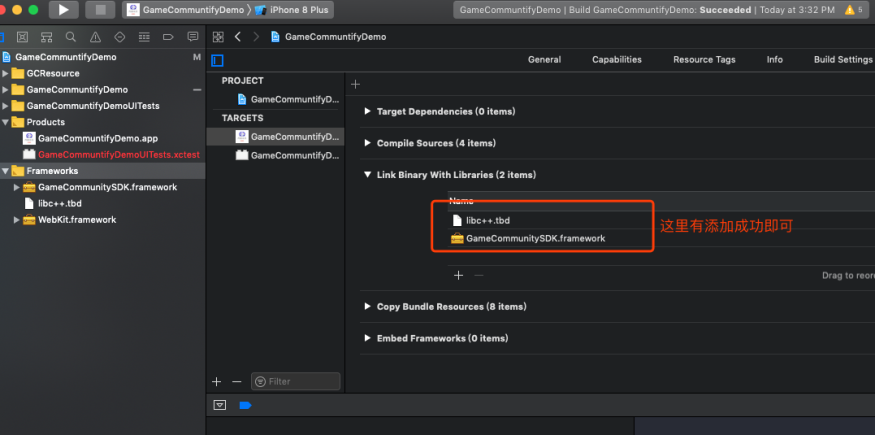 GameCommuntifyDemo
iPhone 8 Plus
GameCommuntifyDemo | Build GameCommuntifyDemo: Succeeded | Today at 3:32 PM
5
GameCommuntifyDemo
GameCommuntifyDemo M
General Capabilities Resource Tags Info Build Settings
GCResource
GameCommuntifyDemo
GameCommuntifyDemoUITests
Products
GameCommuntifyDemo.app
GameCommuntifyDemoUITests.xctest
Frameworks
GameCommunitySDK.framework
libc++.tbd
WebKit.framework
PROJECT
GameCommuntifyD...
TARGETS
GameCommuntifyD...
GameCommuntifyD...
Target Dependencies (0 items)
Compile Sources (4 items)
Link Binary With Libraries (2 items)
Name
libc++.tbd
GameCommunitySDK.framework
这里有添加成功即可
Drag to reor
Copy Bundle Resources (8 items)
Embed Frameworks (0 items)
Filter